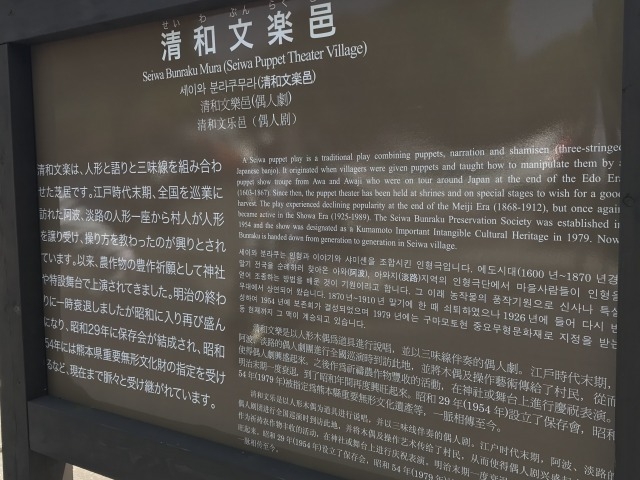 せいわぶんらく
清和文楽邑
Seiwa Bunraku Mura (Seiwa Puppet Theater Village)
세이와 분라쿠무라(清和文楽邑)
清和文樂邑(偶人劇)
清和文乐邑（偶人剧）
清和文楽は、人形と語りと三味線を組み合わ
せた芝居です。江戸時代末期、全国を巡業に
訪れた阿波、淡路の人形一座から村人が人形
を譲り受け、操り方を教わったのが興りとされ
ています。以来、農作物の豊作祈願として神社
や特設舞台で上演されてきました。明治の終わ
りに一時衰退しましたが昭和に入り再び盛ん
になり、昭和29年に保存会が結成され、昭和
54年には熊本県重要無形文化財の指定を受け
るなど、現在まで脈々と受け継がれています。
A Seiwa puppet play is a traditional play combining puppets, narration and shamisen (three-stringed
Japanese banjo). It originated when villagers were given puppets and taught how to manipulate them by a
puppet show troupe from Awa and Awaji who were on tour around Japan at the end of the Edo Era
(1603-1867). Since then, the puppet theater has been held at shrines and on special stages to wish for a good
harvest. The play experienced declining popularity at the end of the Meiji Era (1868-1912), but once again
became active in the Showa Era (1925-1989). The Seiwa Bunraku Preservation Society was established in
1954 and the show was designated as a Kumamoto Important Intangible Cultural Heritage in 1979. Now
Bunraku is handed down from generation to generation in Seiwa village.
세이와 분라쿠는 인형과 이야기와 샤미센을 조합시킨 인형극입니다. 에도시대(1600 년~1870 년경
말기 전국을 순례하러 찾아온 아와(阿波), 아와지(淡路)지역의 인형극단에서 마을사람들이 인형을
얻어 조종하는 방법을 배운 것이 기원이라고 합니다. 그 이래 농작물의 풍작기원으로 신사나 특설
무대에서 상연되어 왔습니다. 1870 년~1910 년 말기에 한 때 쇠퇴하였으나 1926 년에 들어 다시 번
성하여 1954 년에 보존회가 결성되었으며 1979 년에는 구마모토현 중요무형문화재로 지정을 받는
등 현재까지 그 맥이 계승되고 있습니다.
清和文樂是以人形木偶爲道具進行說唱，並以三味線伴奏的偶人劇。江戶時代末期，
阿波、淡路的偶人劇團進行全國巡演時到訪此地，並將木偶及操作藝術傳給了村民，從而
使得偶人劇興盛起來。之後作爲祈禱農作物豐收的活動，在神社或舞台上進行慶祝表演。
明治末期一度衰退，到了昭和年間再度興旺起來。昭和 29 年(1954 年)設立了保存會，昭和
54 年(1979 年)被指定爲熊本縣重要無形文化遺產等，一脈相傳至今。
清和文乐是以人形木偶为道具进行说唱，并以三味线伴奏的偶人剧。江户时代末期，阿波、淡路的
偶人剧团进行全国巡演时到访此地，并将木偶及操作艺术传给了村民，从而使得偶人剧兴盛起
作为祈祷农作物丰收的活动，在神社或舞台上进行庆祝表演。明治末期一度衰退
旺起来。昭和 29 年(1954 年)设立了保存会，昭和 54 年(1979 年)
一脉相传至今。